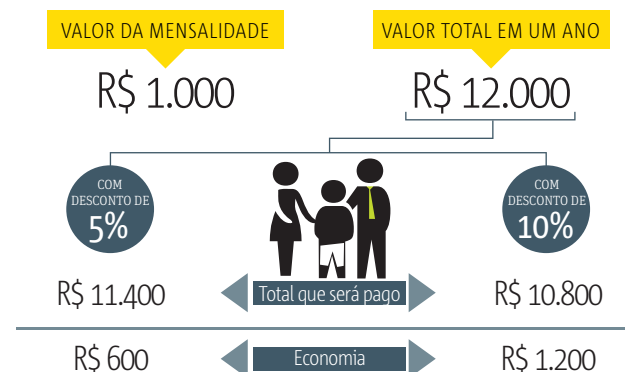 VALOR DA MENSALIDADE
VALOR TOTAL EM UM ANO
R$ 1.000
R$ 12.000
COM
DESCONTO DE
5%
COM
DESCONTO DE
10%
R$ 11.400
Total que será pago
R$ 10.800
R$ 600
Economia
R$ 1.200